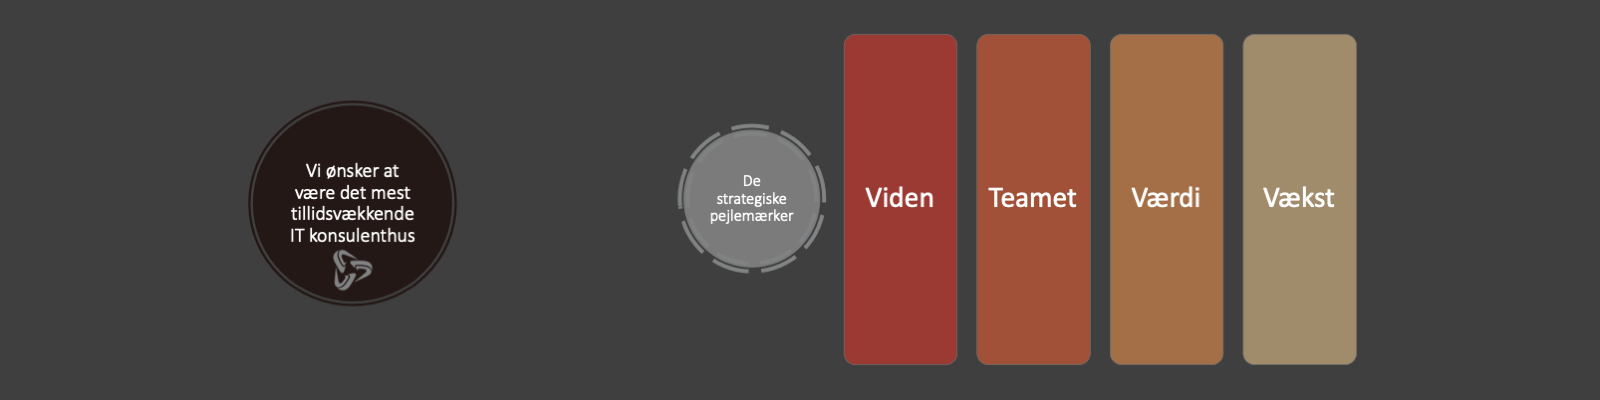 Vi ønsker at
være det mest
tillidsvækkende
IT konsulenthus
De
strategiske
pejlemærker
Viden
Teamet
Værdi
Vækst